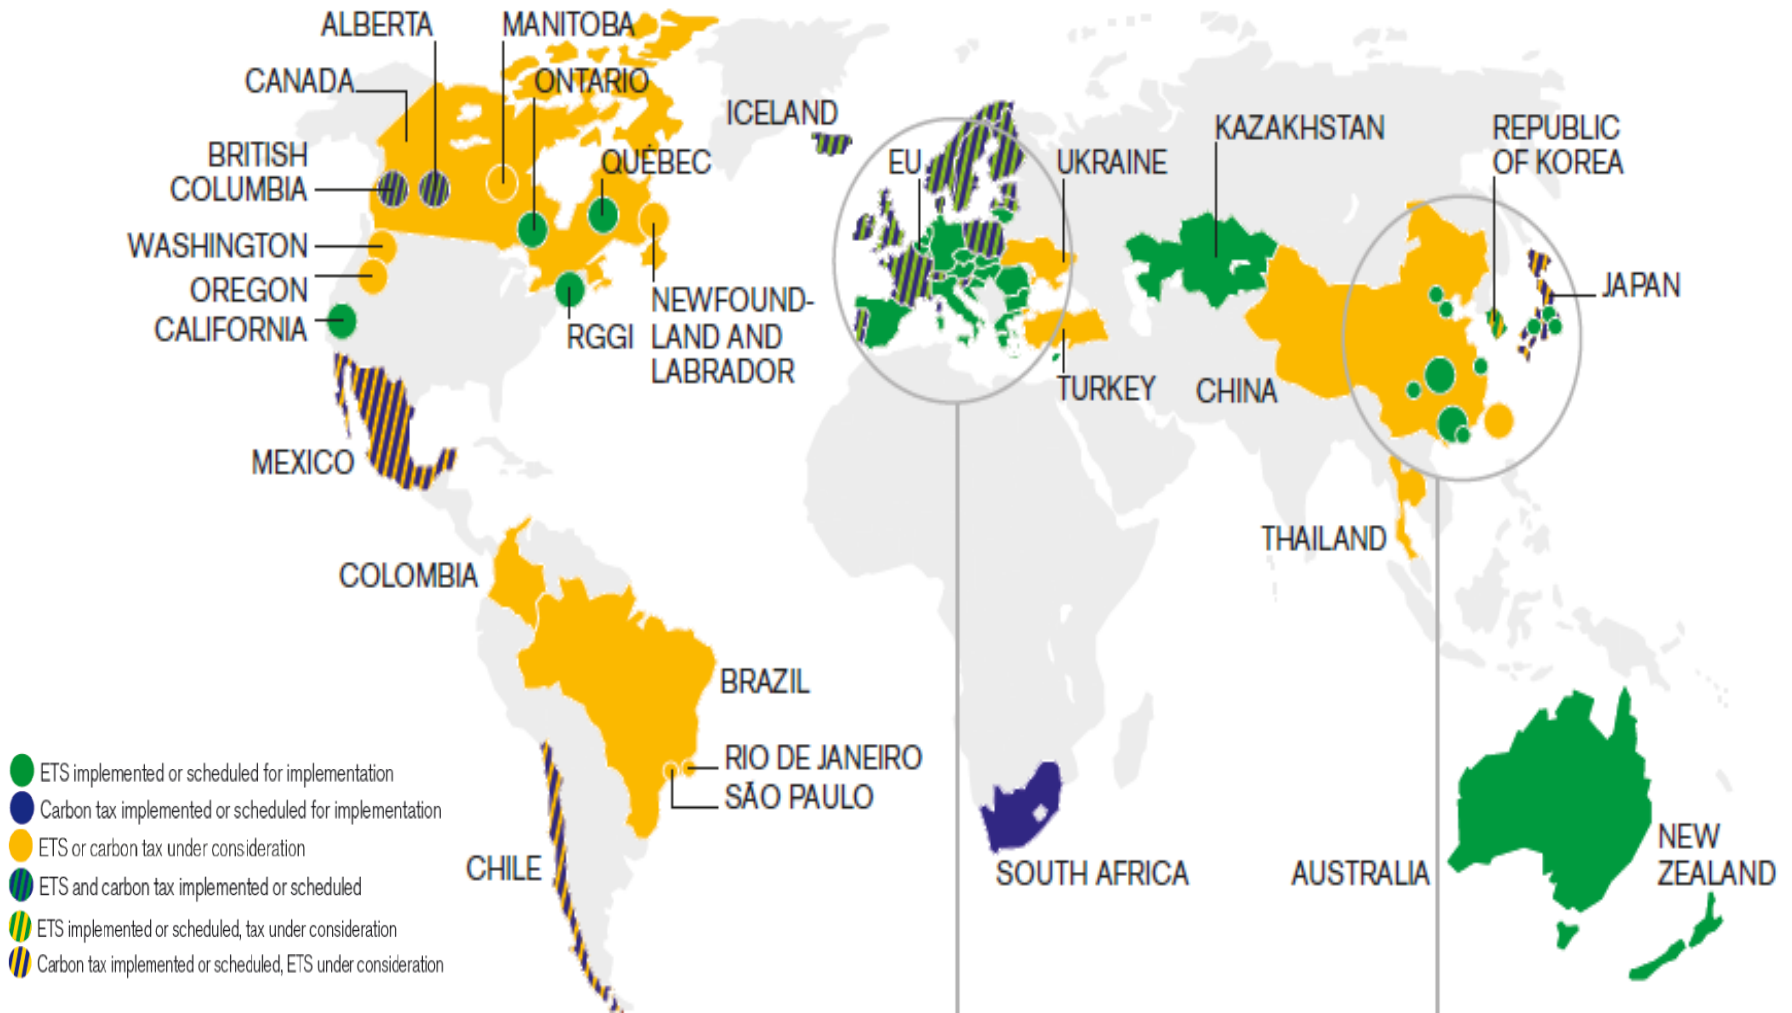 ALBERTA
MANITOBA
CANADA
ONTARIO
ICELAND
KAZAKHSTAN
REPUBLIC
OF KOREA
BRITISH
COLUMBIA
QUÉBEC
EU
UKRAINE
WASHINGTON
OREGON
CALIFORNIA
RGGI
NEWFOUND-
LAND AND
LABRADOR
JAPAN
TURKEY
CHINA
MEXICO
THAILAND
COLOMBIA
BRAZIL
RIO DE JANEIRO
SÃO PAULO
CHILE
SOUTH AFRICA
AUSTRALIA
NEW
ZEALAND
ETS implemented or scheduled for implementation
Carbon tax implemented or scheduled for implementation
ETS or carbon tax under consideration
ETS and carbon tax implemented or scheduled
ETS implemented or scheduled, tax under consideration
Carbon tax implemented or scheduled, ETS under consideration